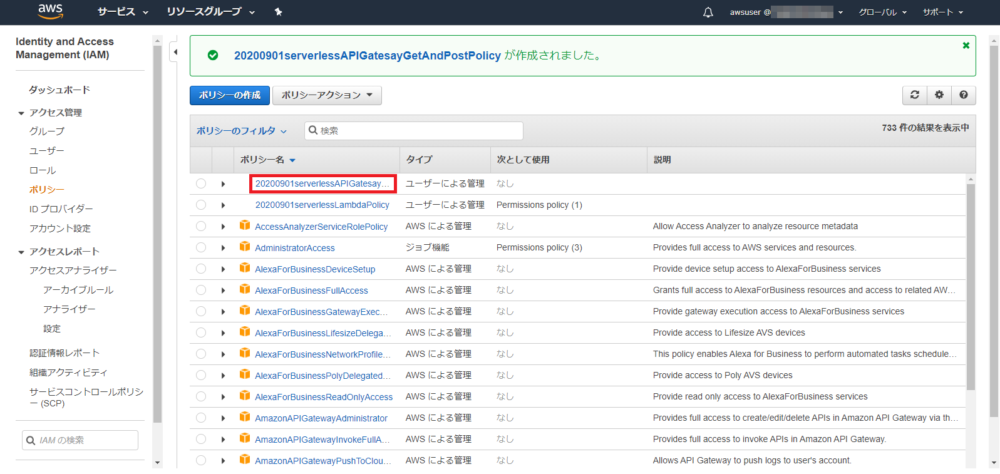 aws
サービス
リソースグループ
awsuser @
グローバル
サポート
Identity and Access
Management (IAM)
ダッシュボード
アクセス管理
グループ
ユーザー
ロール
ポリシー
ID プロバイダー
アカウント設定
アクセスレポート
アクセスアナライザー
アーカイブルール
アナライザー
設定
認証情報レポート
組織アクティビティ
サービスコントロールポリシ
ー (SCP)
IAM の検索
20200901serverlessAPIGatesayGetAndPostPolicy が作成されました。
ポリシーの作成
ポリシーアクション
ポリシーのフィルタ
検索
733 件の結果を表示中
ポリシー名 タイプ 次として使用 説明
20200901serverlessAPIGatesay... ユーザーによる管理 なし
20200901serverlessLambdaPolicy ユーザーによる管理 Permissions policy (1)
AccessAnalyzerServiceRolePolicy AWS による管理 なし Allow Access Analyzer to analyze resource metadata
AdministratorAccess ジョブ機能 Permissions policy (3) Provides full access to AWS services and resources.
AlexaForBusinessDeviceSetup AWS による管理 なし Provide device setup access to AlexaForBusiness services
AlexaForBusinessFullAccess AWS による管理 なし Grants full access to AlexaForBusiness resources and access to related AW...
AlexaForBusinessGatewayExec... AWS による管理 なし Provide gateway execution access to AlexaForBusiness services
AlexaForBusinessLifesizeDelega... AWS による管理 なし Provide access to Lifesize AVS devices
AlexaForBusinessNetworkProfile... AWS による管理 なし This policy enables Alexa for Business to perform automated tasks schedule...
AlexaForBusinessPolyDelegated... AWS による管理 なし Provide access to Poly AVS devices
AlexaForBusinessReadOnlyAccess AWS による管理 なし Provide read only access to AlexaForBusiness services
AmazonAPIGatewayAdministrator AWS による管理 なし Provides full access to create/edit/delete APIs in Amazon API Gateway via th...
AmazonAPIGatewayInvokeFullA... AWS による管理 なし Provides full access to invoke APIs in Amazon API Gateway.
AmazonAPIGatewayPushToClou... AWS による管理 なし Allows API Gateway to push logs to user's account.